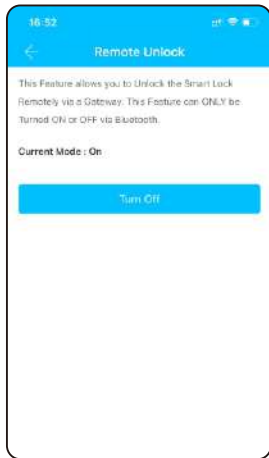 16:52
Remote Unlock
This Feature allows you to Unlock the Smart Lock
Remotely via a Gateway. This Feature can ONLY be
Turned ON or OFF via Bluetooth.
Current Mode : On
Turn Off